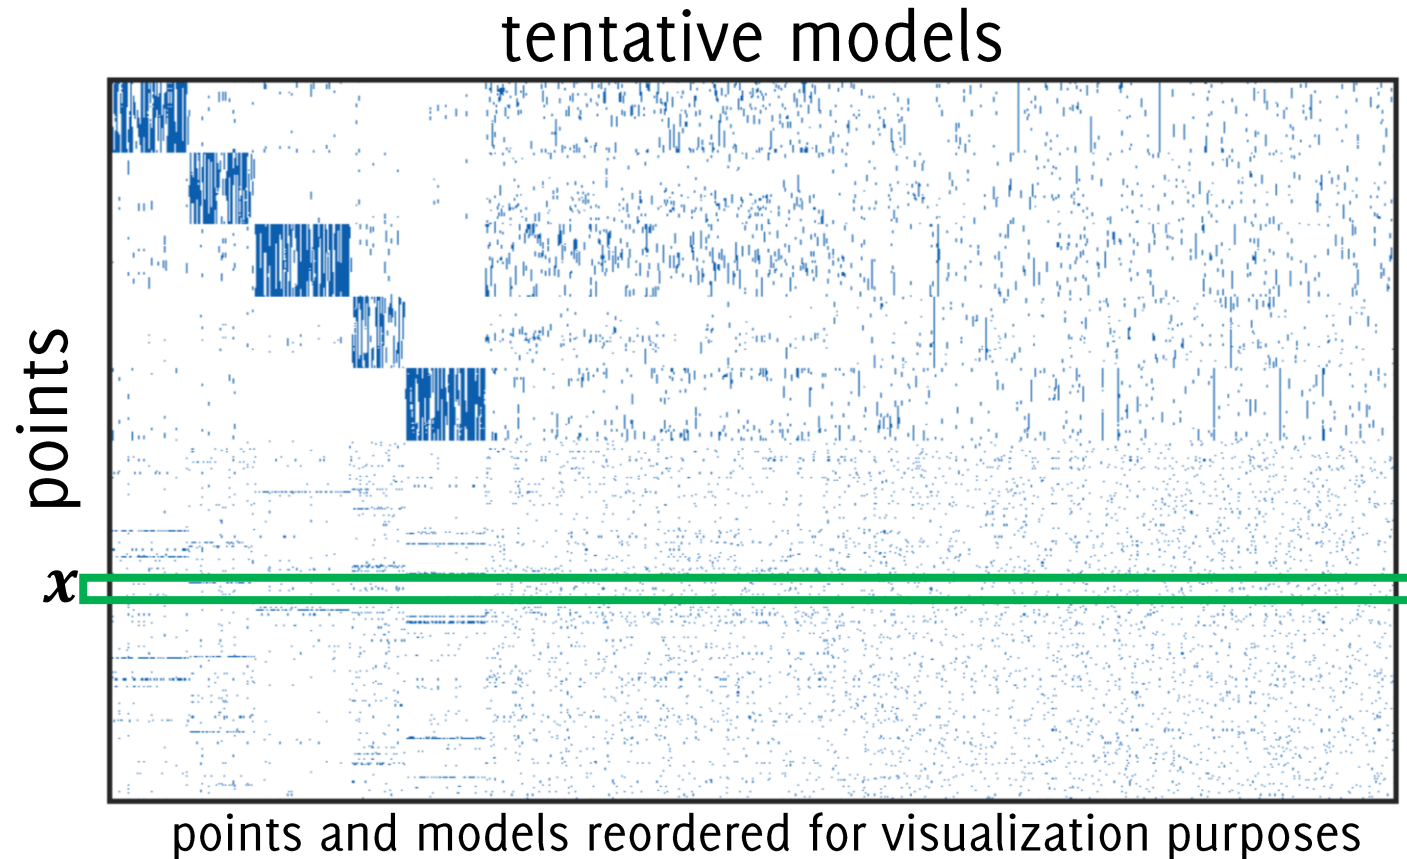 tentative models
points
x
points and models reordered for visualization purposes